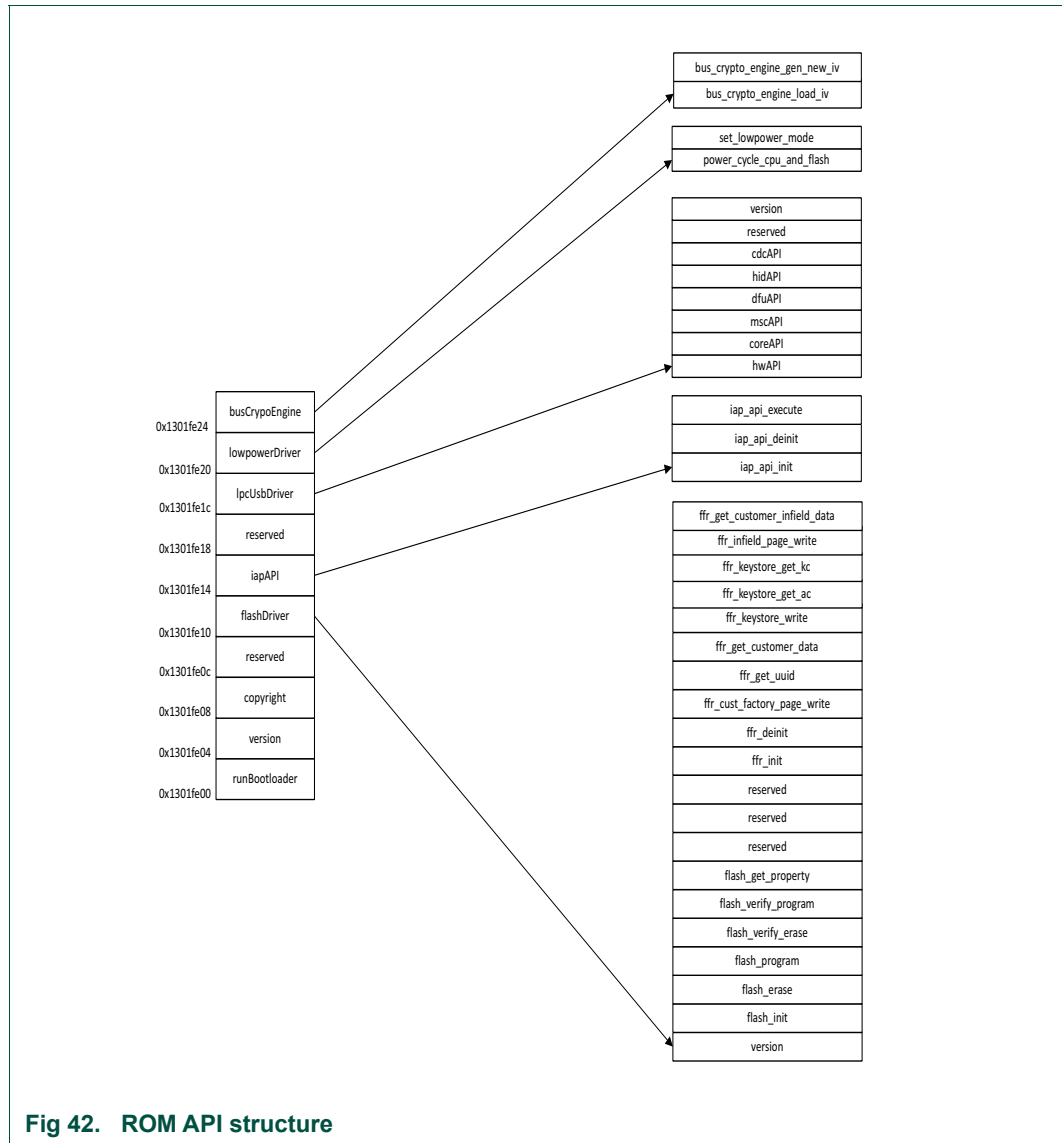 bus_crypto_engine_gen_new_iv
bus_crypto_engine_load_iv
set_lowpower_mode
power_cycle_cpu_and_flash
version
reserved
cdcAPI
hidAPI
dfuAPI
mscAPI
coreAPI
hwAPI
busCrypoEngine
0x1301fe24
lowpowerDriver
0x1301fe20
lpcUsbDriver
0x1301fe1c
reserved
0x1301fe18
iapAPI
0x1301fe14
flashDriver
0x1301fe10
reserved
0x1301fe0c
copyright
0x1301fe08
version
0x1301fe04
runBootloader
0x1301fe00
iap_api_execute
iap_api_deinit
iap_api_init
ffr_get_customer_infield_data
ffr_infield_page_write
ffr_keystore_get_kc
ffr_keystore_get_ac
ffr_keystore_write
ffr_get_customer_data
ffr_get_uuid
ffr_cust_factory_page_write
ffr_deinit
ffr_init
reserved
reserved
reserved
flash_get_property
flash_verify_program
flash_verify_erase
flash_program
flash_erase
flash_init
version
Fig 42. ROM API structure